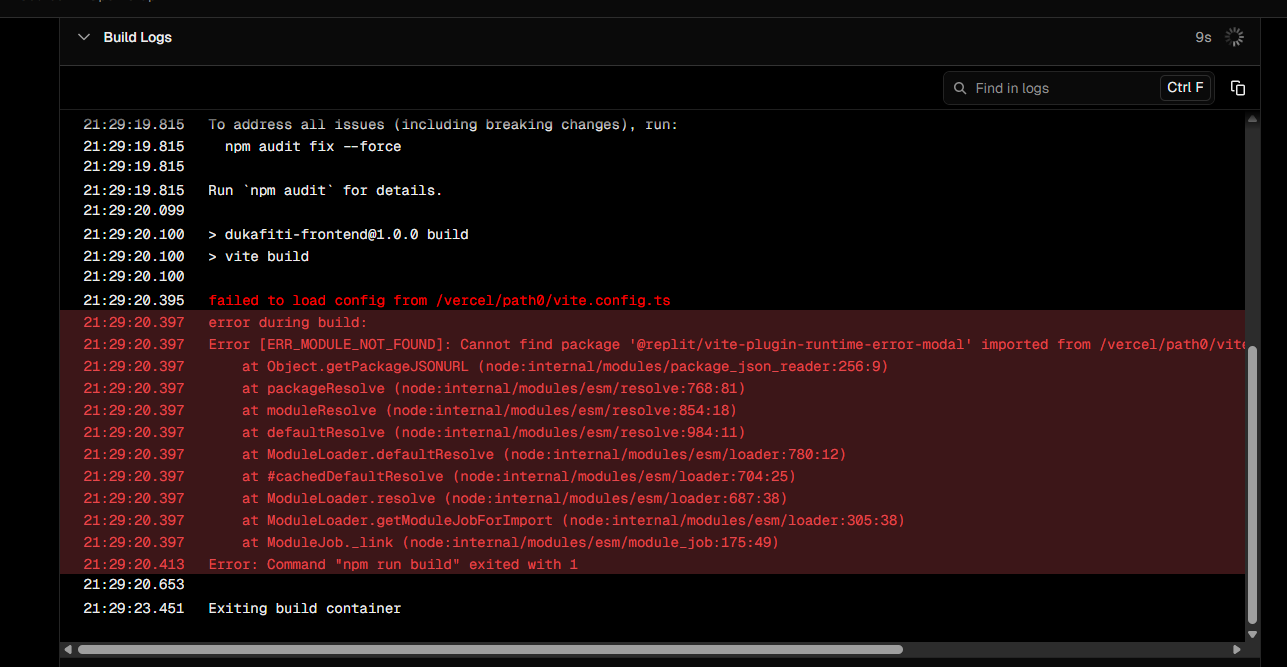 Build Logs
9s
Find in logs
Ctrl F
21:29:19.815 To address all issues (including breaking changes), run:
21:29:19.815 npm audit fix --force
21:29:19.815
21:29:19.815 Run `npm audit` for details.
21:29:20.099
21:29:20.100 > dukafiti-frontend@1.0.0 build
21:29:20.100 > vite build
21:29:20.100
21:29:20.395 failed to load config from /vercel/path0/vite.config.ts
21:29:20.397 error during build:
21:29:20.397 Error [ERR_MODULE_NOT_FOUND]: Cannot find package '@replit/vite-plugin-runtime-error-modal' imported from /vercel/path0/vite
21:29:20.397 at Object.getPackageJSONURL (node:internal/modules/package_json_reader:256:9)
21:29:20.397 at packageResolve (node:internal/modules/esm/resolve:768:81)
21:29:20.397 at moduleResolve (node:internal/modules/esm/resolve:854:18)
21:29:20.397 at defaultResolve (node:internal/modules/esm/resolve:984:11)
21:29:20.397 at ModuleLoader.defaultResolve (node:internal/modules/esm/loader:780:12)
21:29:20.397 at #cachedDefaultResolve (node:internal/modules/esm/loader:704:25)
21:29:20.397 at ModuleLoader.resolve (node:internal/modules/esm/loader:687:38)
21:29:20.397 at ModuleLoader.getModuleJobForImport (node:internal/modules/esm/loader:305:38)
21:29:20.397 at ModuleJob._link (node:internal/modules/esm/module_job:175:49)
21:29:20.413 Error: Command "npm run build" exited with 1
21:29:20.653
21:29:23.451 Exiting build container